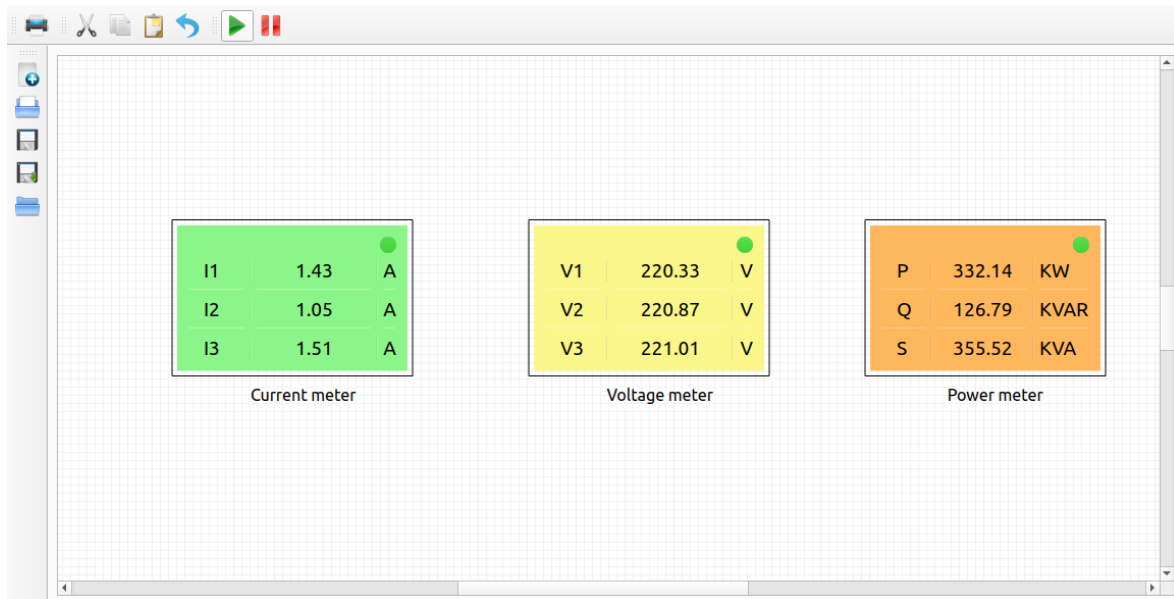 I1 1.43 A
I2 1.05 A
I3 1.51 A
Current meter
V1 220.33 V
V2 220.87 V
V3 221.01 V
Voltage meter
P 332.14 KW
Q 126.79 KVAR
S 355.52 KVA
Power meter